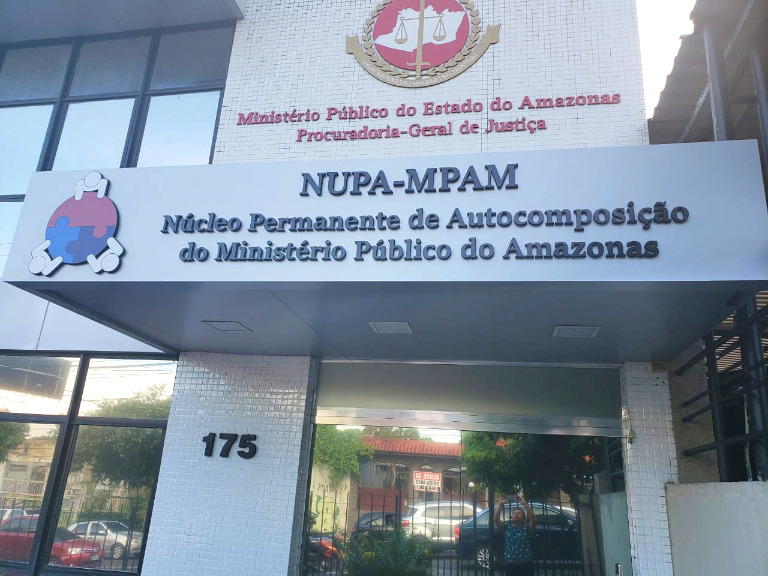 Ministério Público do Estado do Amazonas
Procuradoria-Geral de Justiça
NUPA-MPAM
Núcleo Permanente de Autocomposição
do Ministério Público do Amazonas
175